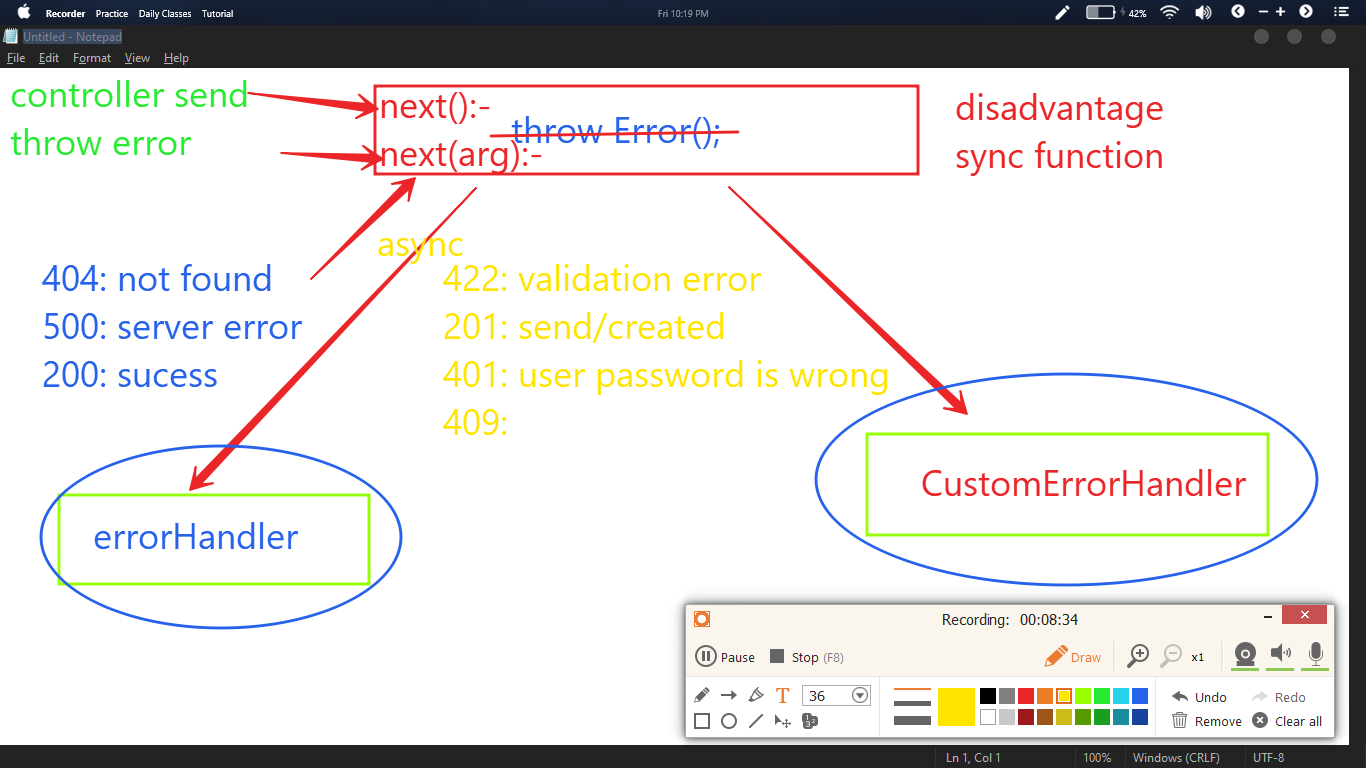 Recorder Practice Daily Classes Tutorial
Fri 10:19 PM
42%
Untitled - Notepad
File Edit Format View Help
controller send
throw error
next():-
throw Error();
next(arg):-
disadvantage
sync function
async
404: not found
500: server error
200: sucess
422: validation error
201: send/created
401: user password is wrong
409:
errorHandler
CustomErrorHandler
Recording: 00:08:34
Pause Stop (F8) Draw x1
T 36 Undo Redo
Remove Clear all
Ln 1, Col 1 100% Windows (CRLF) UTF-8